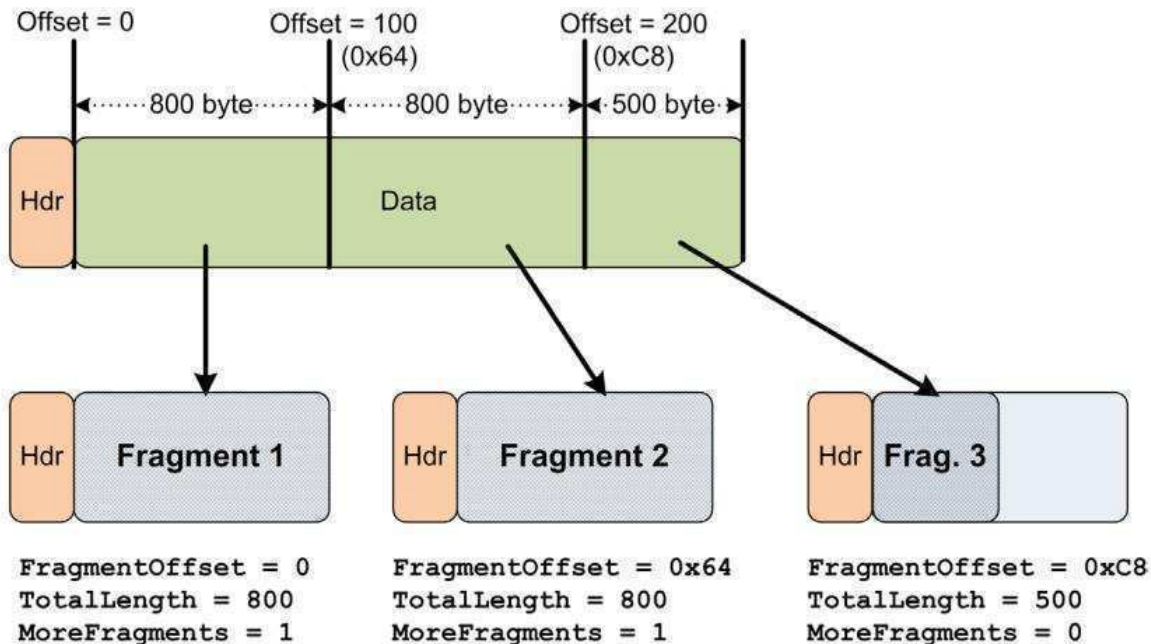 Offset = 0
Offset = 100
(0x64)
Offset = 200
(0xC8)
800 byte
800 byte
500 byte
Hdr
Data
Hdr
Fragment 1
Hdr
Fragment 2
Hdr
Frag. 3
FragmentOffset = 0
TotalLength = 800
MoreFragments = 1
FragmentOffset = 0x64
TotalLength = 800
MoreFragments = 1
FragmentOffset = 0xC8
TotalLength = 500
MoreFragments = 0